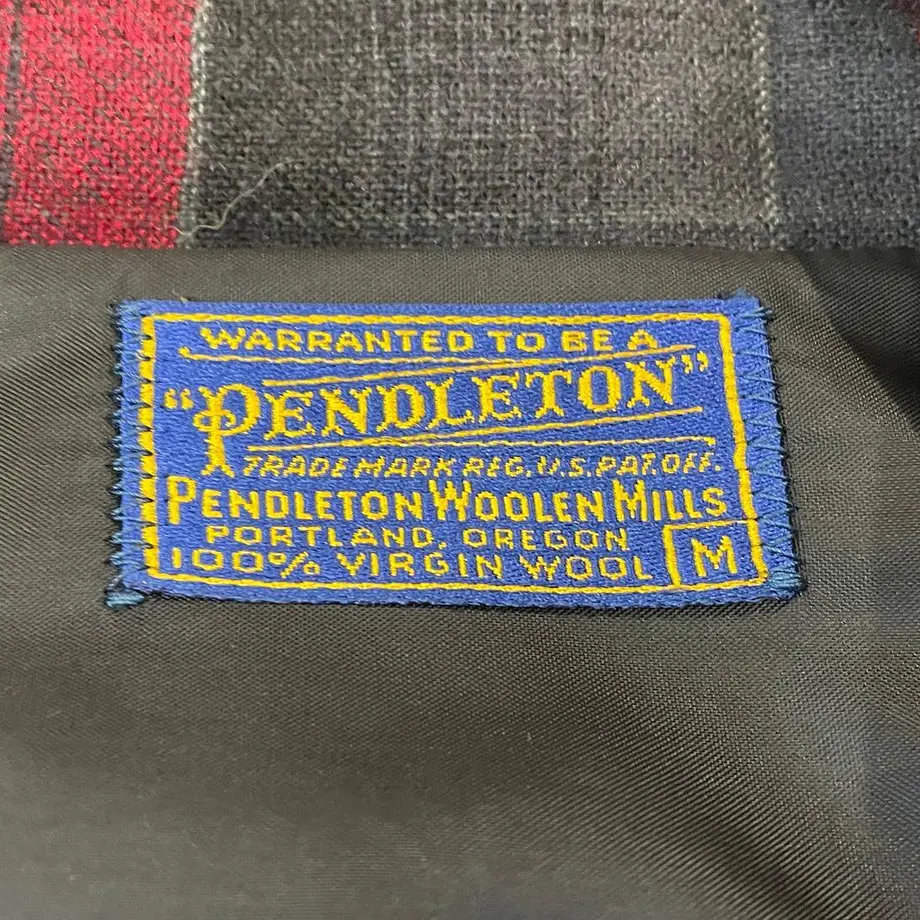 WARRANTED TO BE A
"PENDLETON"
TRADE MARK REG. U.S. PAT. OFF.
PENDLETON WOOLEN MILLS
PORTLAND, OREGON
100% VIRGIN WOOL M